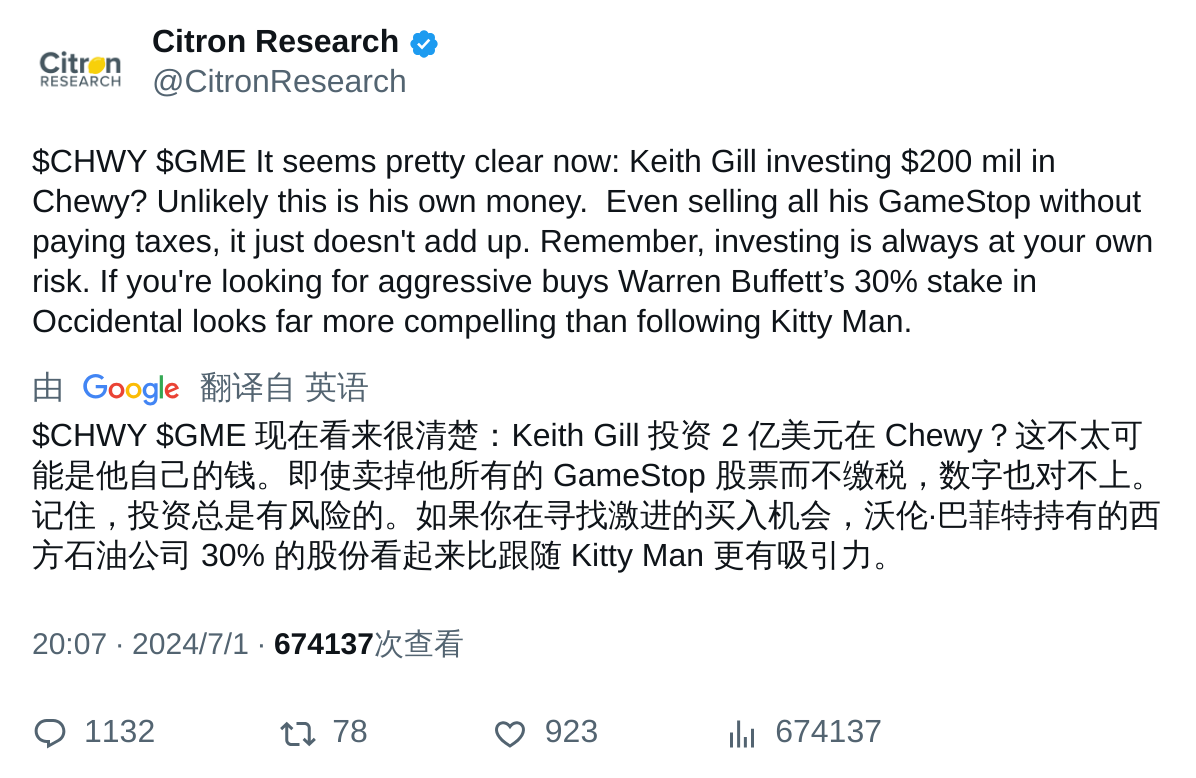 Citron
RESEARCH
Citron Research
@CitronResearch
$CHWY $GME It seems pretty clear now: Keith Gill investing $200 mil in
Chewy? Unlikely this is his own money.  Even selling all his GameStop without
paying taxes, it just doesn't add up. Remember, investing is always at your own
risk. If you're looking for aggressive buys Warren Buffett’s 30% stake in
Occidental looks far more compelling than following Kitty Man.
由 Google 翻译自 英语
$CHWY $GME 现在看来很清楚：Keith Gill 投资 2 亿美元在 Chewy？这不太可
能是他自己的钱。即使卖掉他所有的 GameStop 股票而不缴税，数字也对不上。
记住，投资总是有风险的。如果你在寻找激进的买入机会，沃伦·巴菲特持有的西
方石油公司 30% 的股份看起来比跟随 Kitty Man 更有吸引力。
20:07 · 2024/7/1 · 674137次查看
1132 78 923 674137